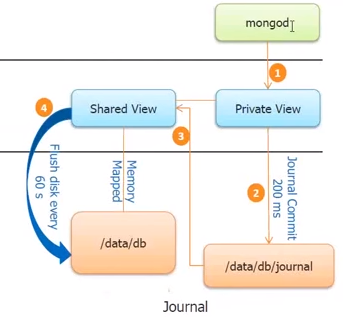 mongod
1
4
Shared View
Private View
3
Flush disk every
60 s
Memory
Mapped
2
Journal Commit
200 ms
/data/db
/data/db/journal
Journal